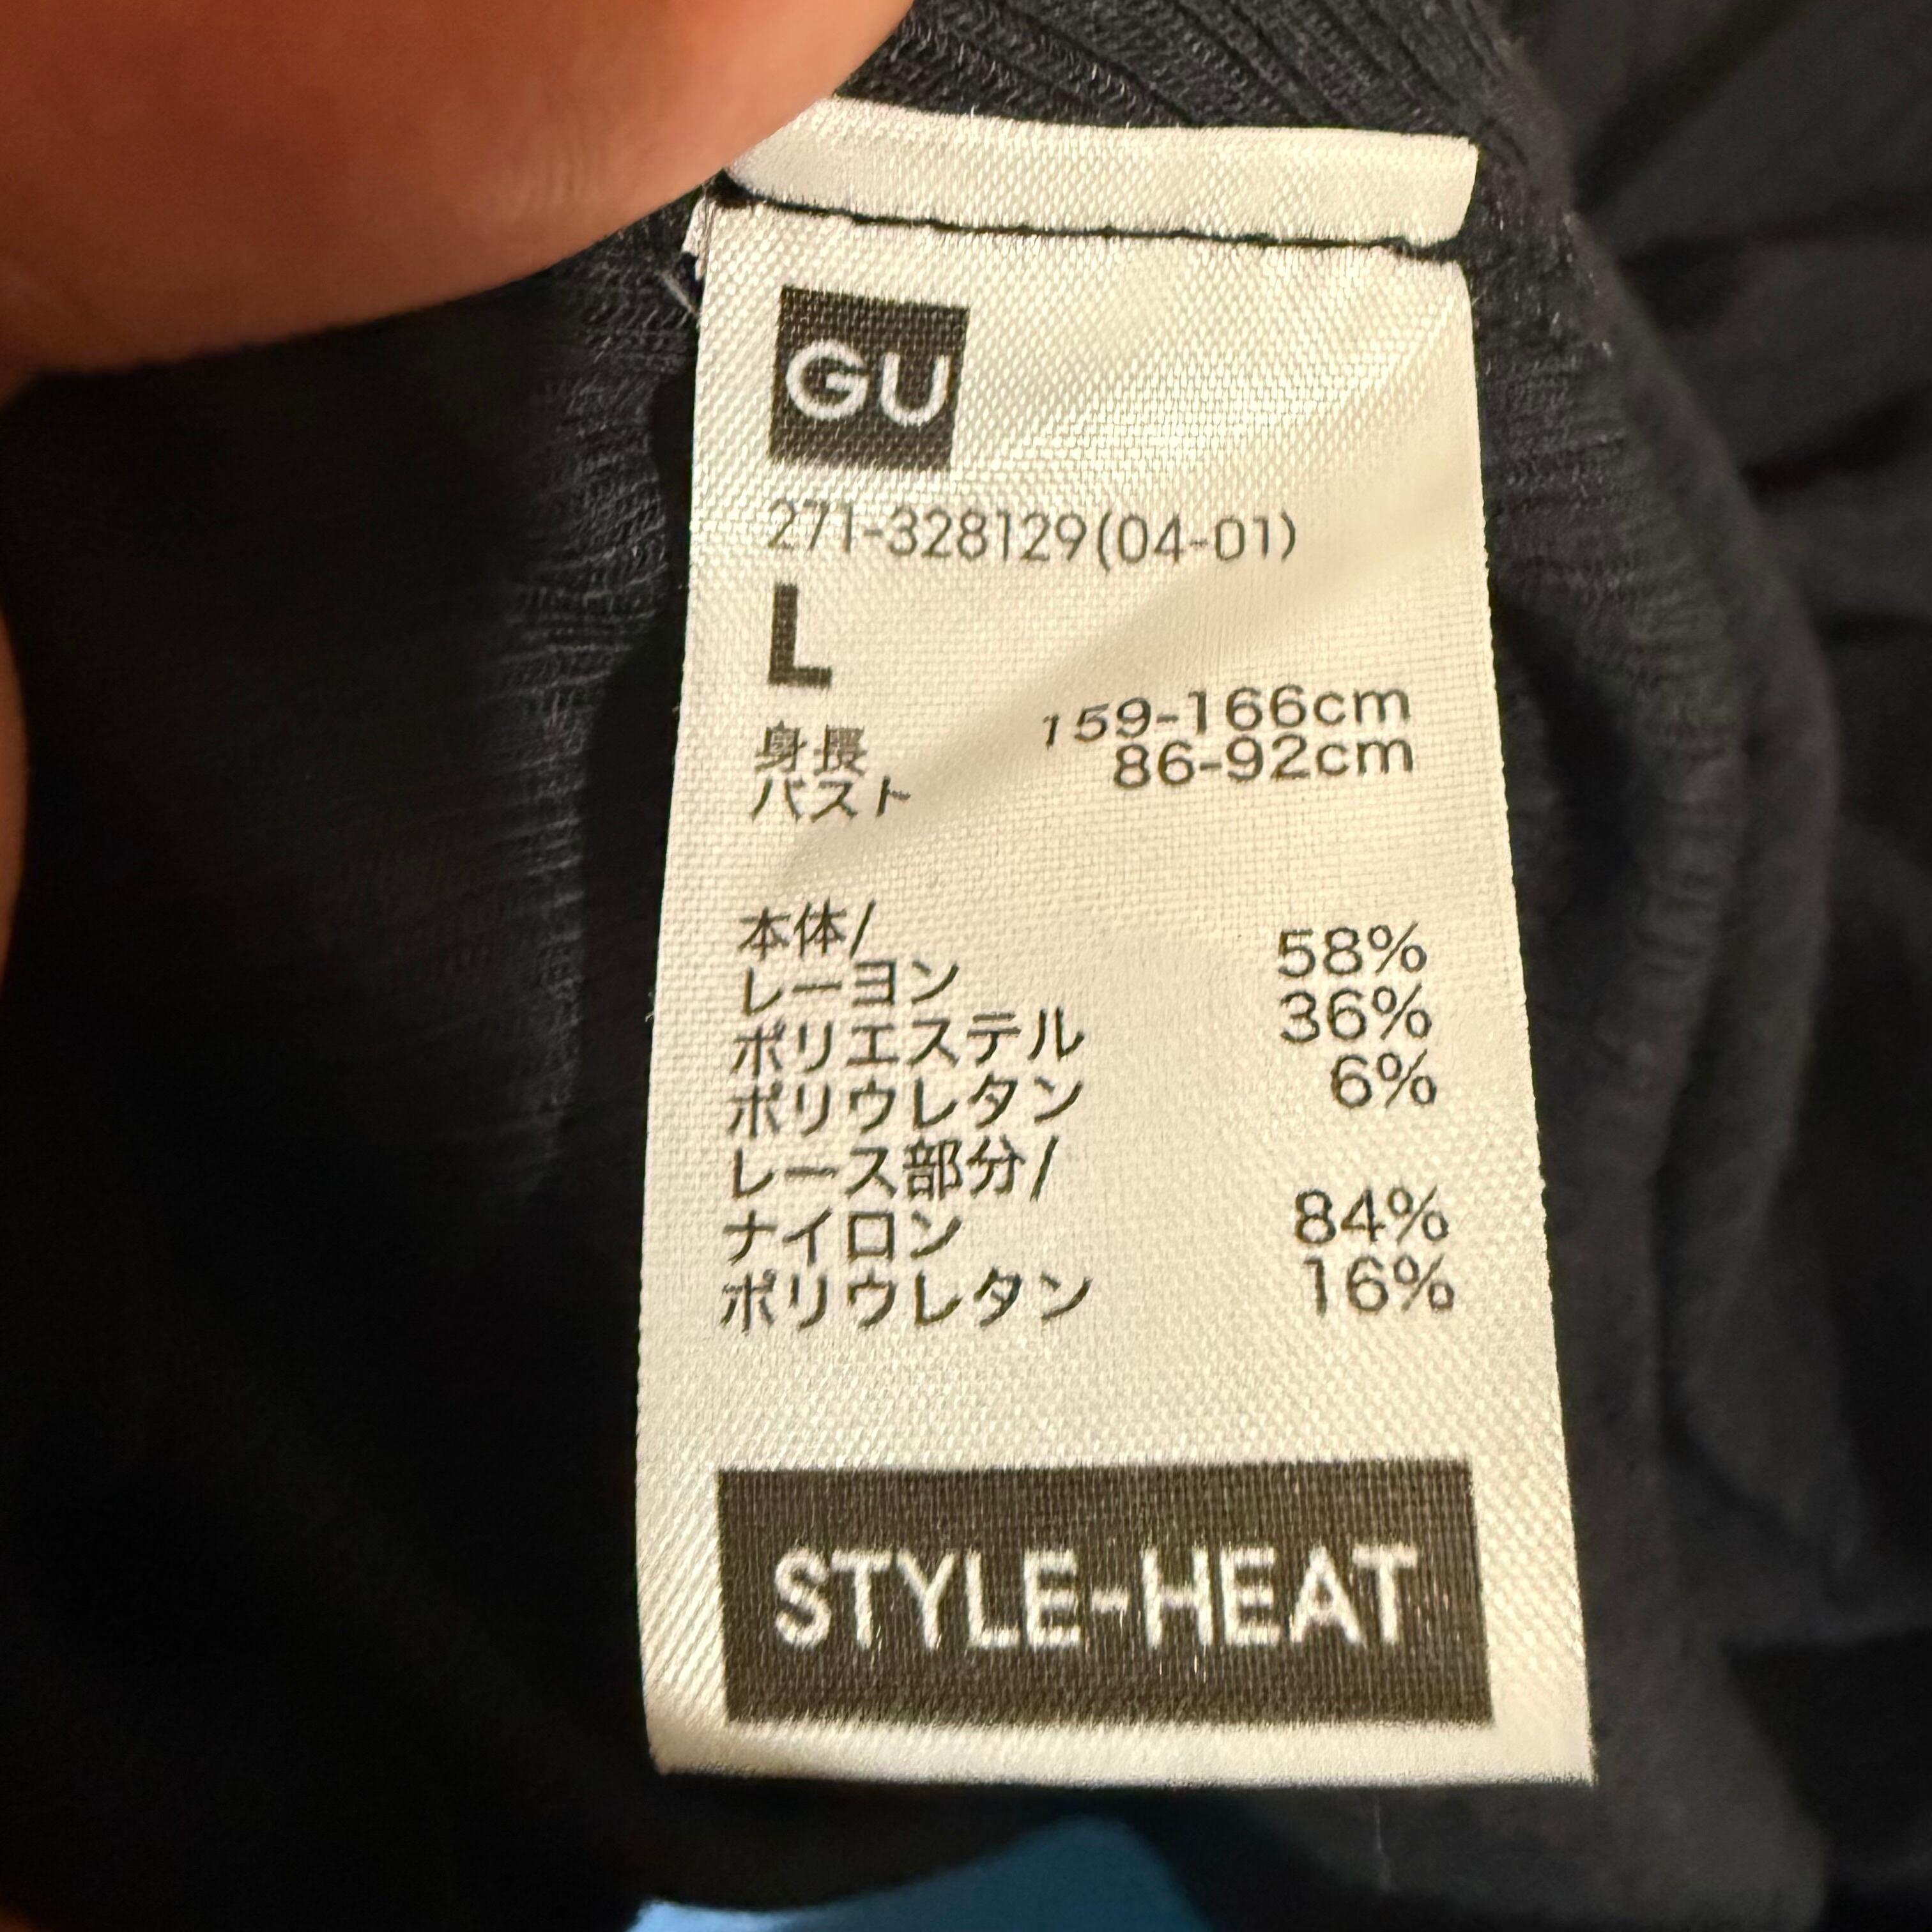 GU
271-328129(04-01)
L
身長 159-166cm
バスト 86-92cm
本体/
レーヨン 58%
ポリエステル 36%
ポリウレタン 6%
レース部分/
ナイロン 84%
ポリウレタン 16%
STYLE-HEAT